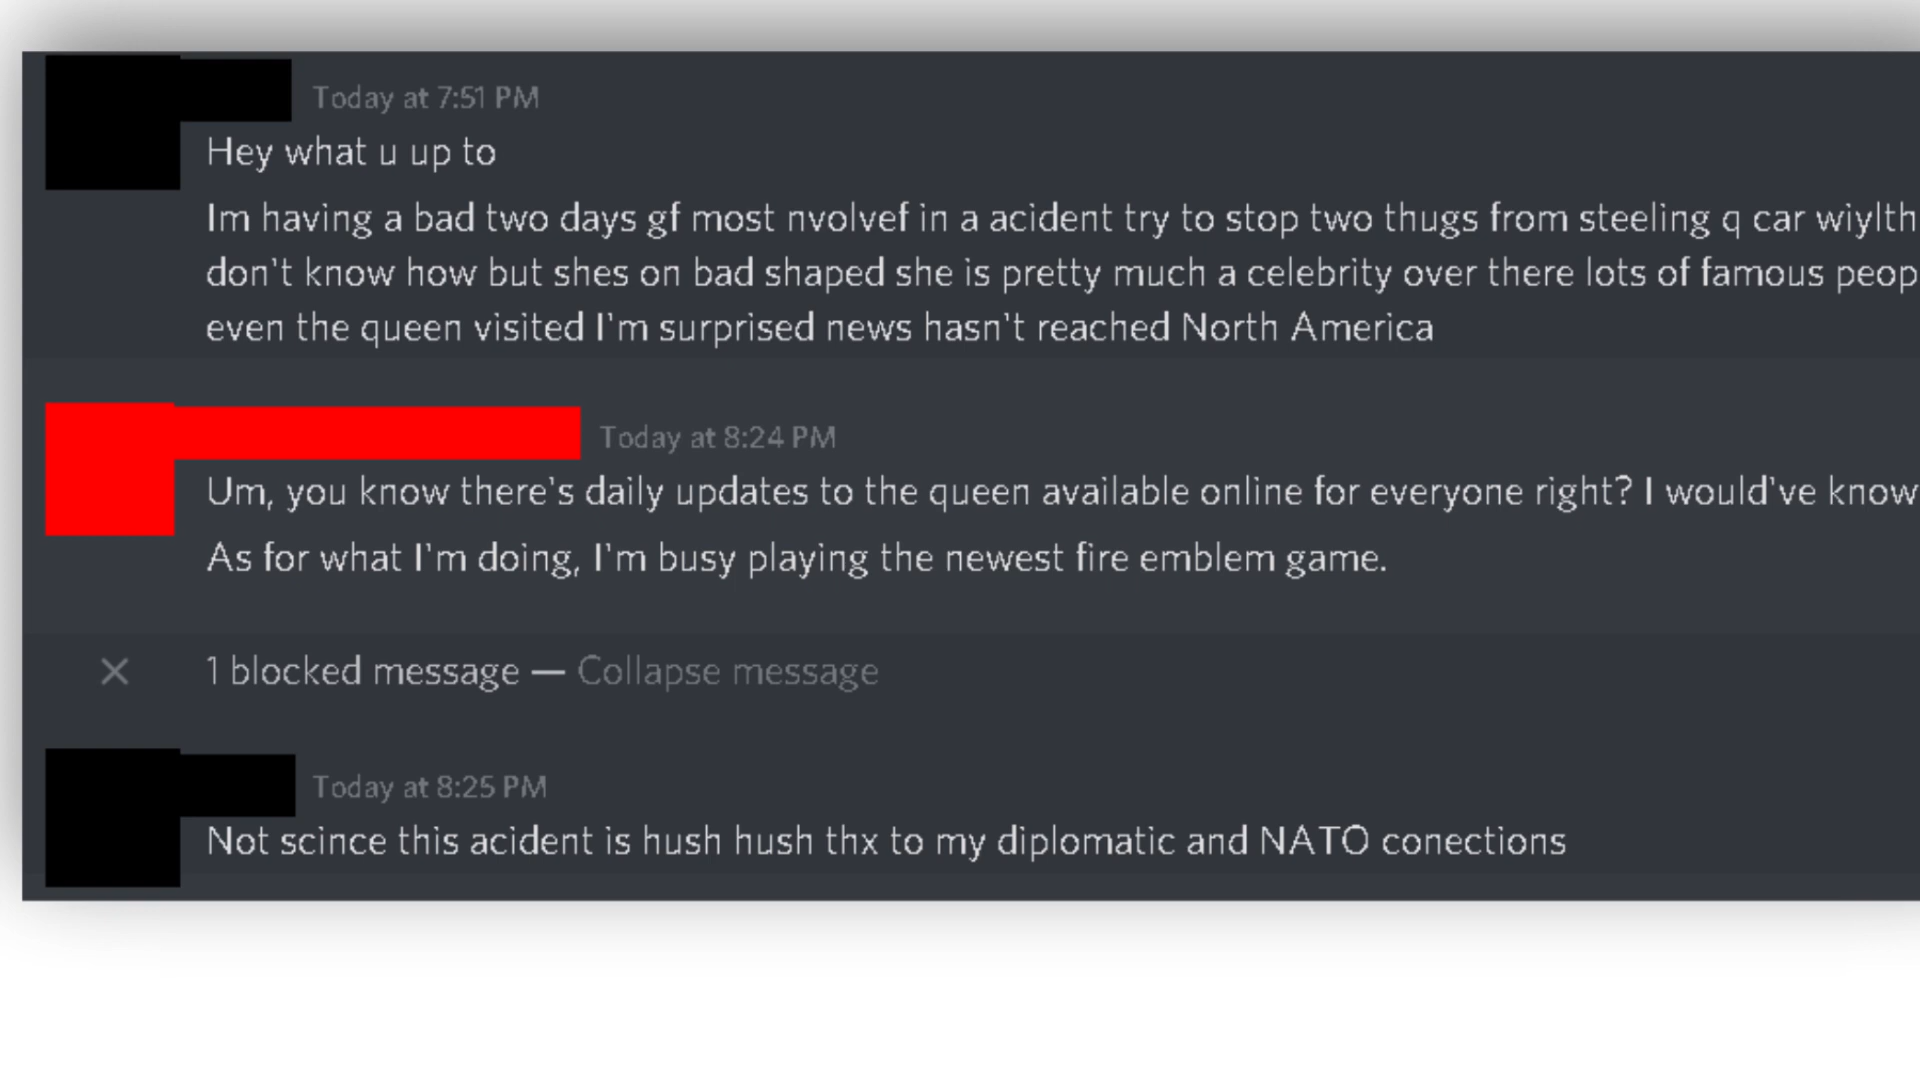 Today at 7:51 PM
Hey what u up to
Im having a bad two days gf most nvolvef in a acident try to stop two thugs from steeling q car wiylth
don't know how but shes on bad shaped she is pretty much a celebrity over there lots of famous peop
even the queen visited I'm surprised news hasn't reached North America
Today at 8:24 PM
Um, you know there's daily updates to the queen available online for everyone right? I would've know
As for what I'm doing, I'm busy playing the newest fire emblem game.
1 blocked message — Collapse message
Today at 8:25 PM
Not scince this acident is hush hush thx to my diplomatic and NATO conections